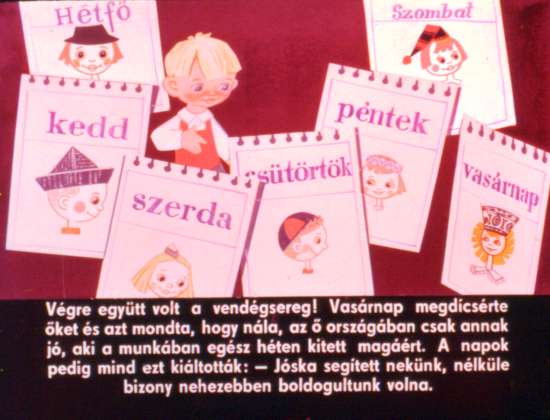 Hétfő
Szombat
kedd
péntek
csütörtök
vasárnap
szerda
Végre együtt volt a vendégsereg! Vasárnap megdicsérte
őket és azt mondta, hogy nála, az ő országában csak annak
jó, aki a munkában egész héten kitett magáért. A napok
pedig mind ezt kiáltották: — Jóska segített nekünk, nélküle
bizony nehezebben boldogultunk volna.